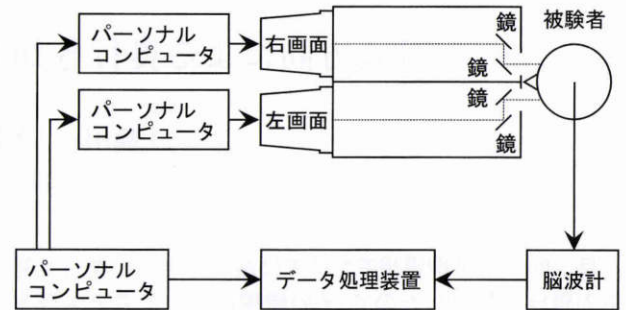 パーソナル
コンピュータ
右画面
鏡
鏡
被験者
パーソナル
コンピュータ
左画面
鏡
鏡
パーソナル
コンピュータ
データ処理装置
脳波計